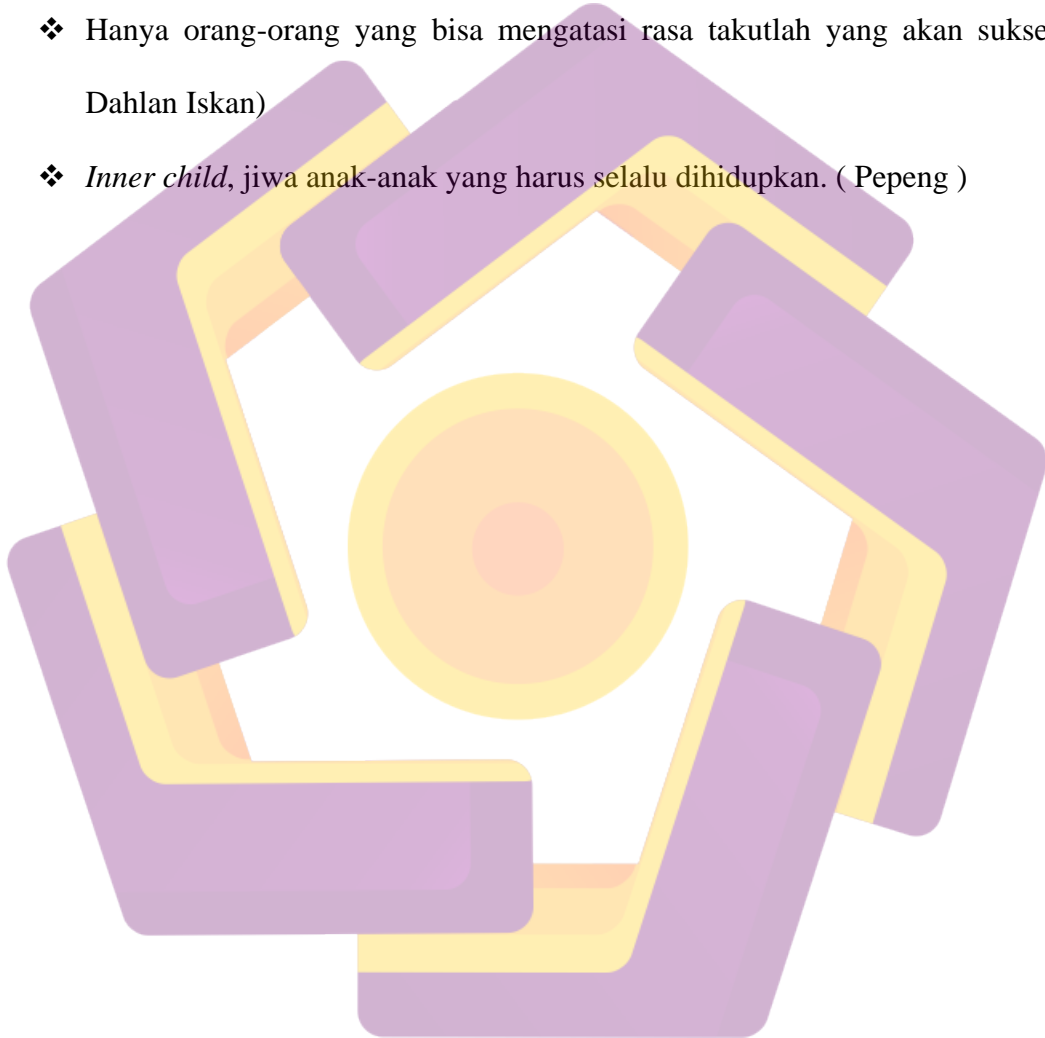 ❖ Hanya orang-orang yang bisa mengatasi rasa takutlah yang akan sukse
Dahlan Iskan)
❖ Inner child, jiwa anak-anak yang harus selalu dihidupkan. ( Pepeng )